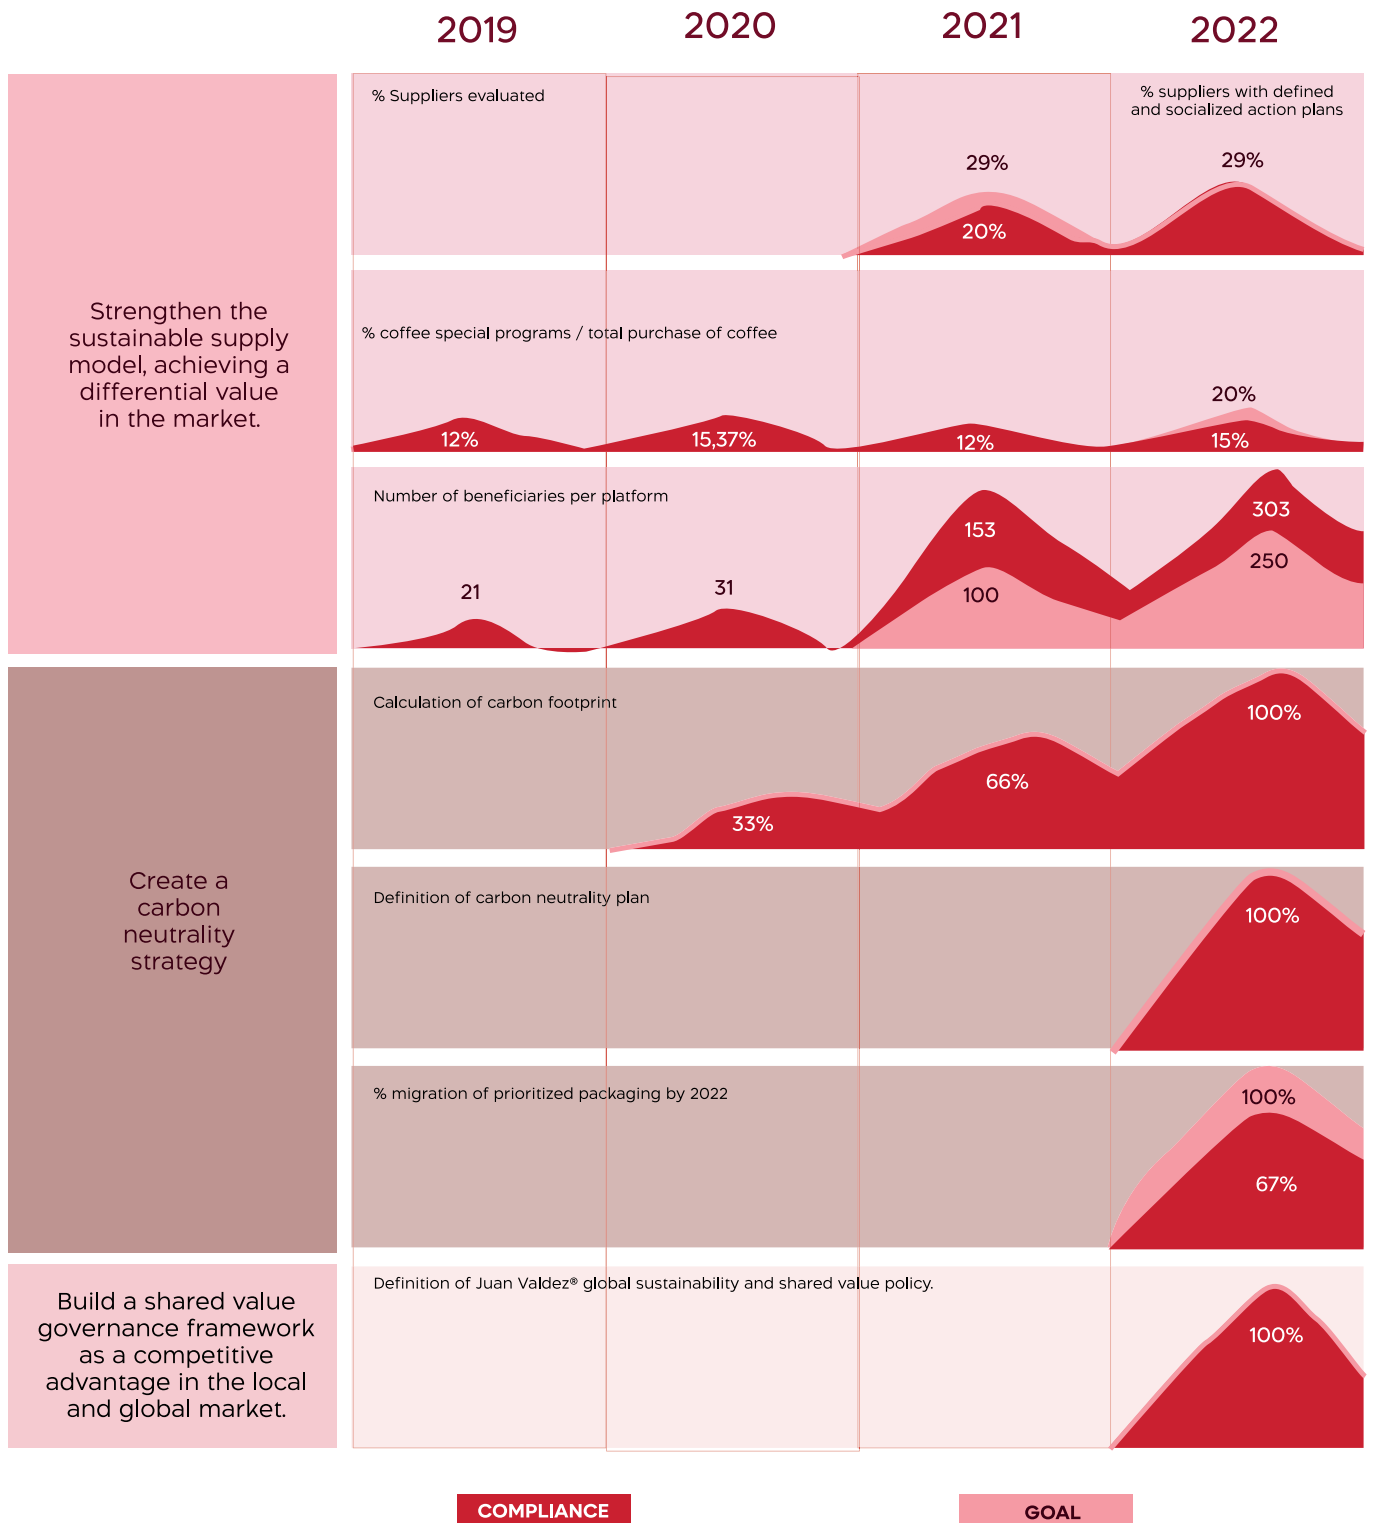 2019
2020
2021
2022
Strengthen the
sustainable supply
model, achieving a
differential value
in the market.
% Suppliers evaluated
% suppliers with defined
and socialized action plans
29%
20%
29%
% coffee special programs / total purchase of coffee
12%
15,37%
12%
20%
15%
Number of beneficiaries per platform
21
31
153
100
303
250
Create a
carbon
neutrality
strategy
Calculation of carbon footprint
33%
66%
100%
Definition of carbon neutrality plan
100%
% migration of prioritized packaging by 2022
100%
67%
Build a shared value
governance framework
as a competitive
advantage in the local
and global market.
Definition of Juan Valdez® global sustainability and shared value policy.
100%
COMPLIANCE
GOAL